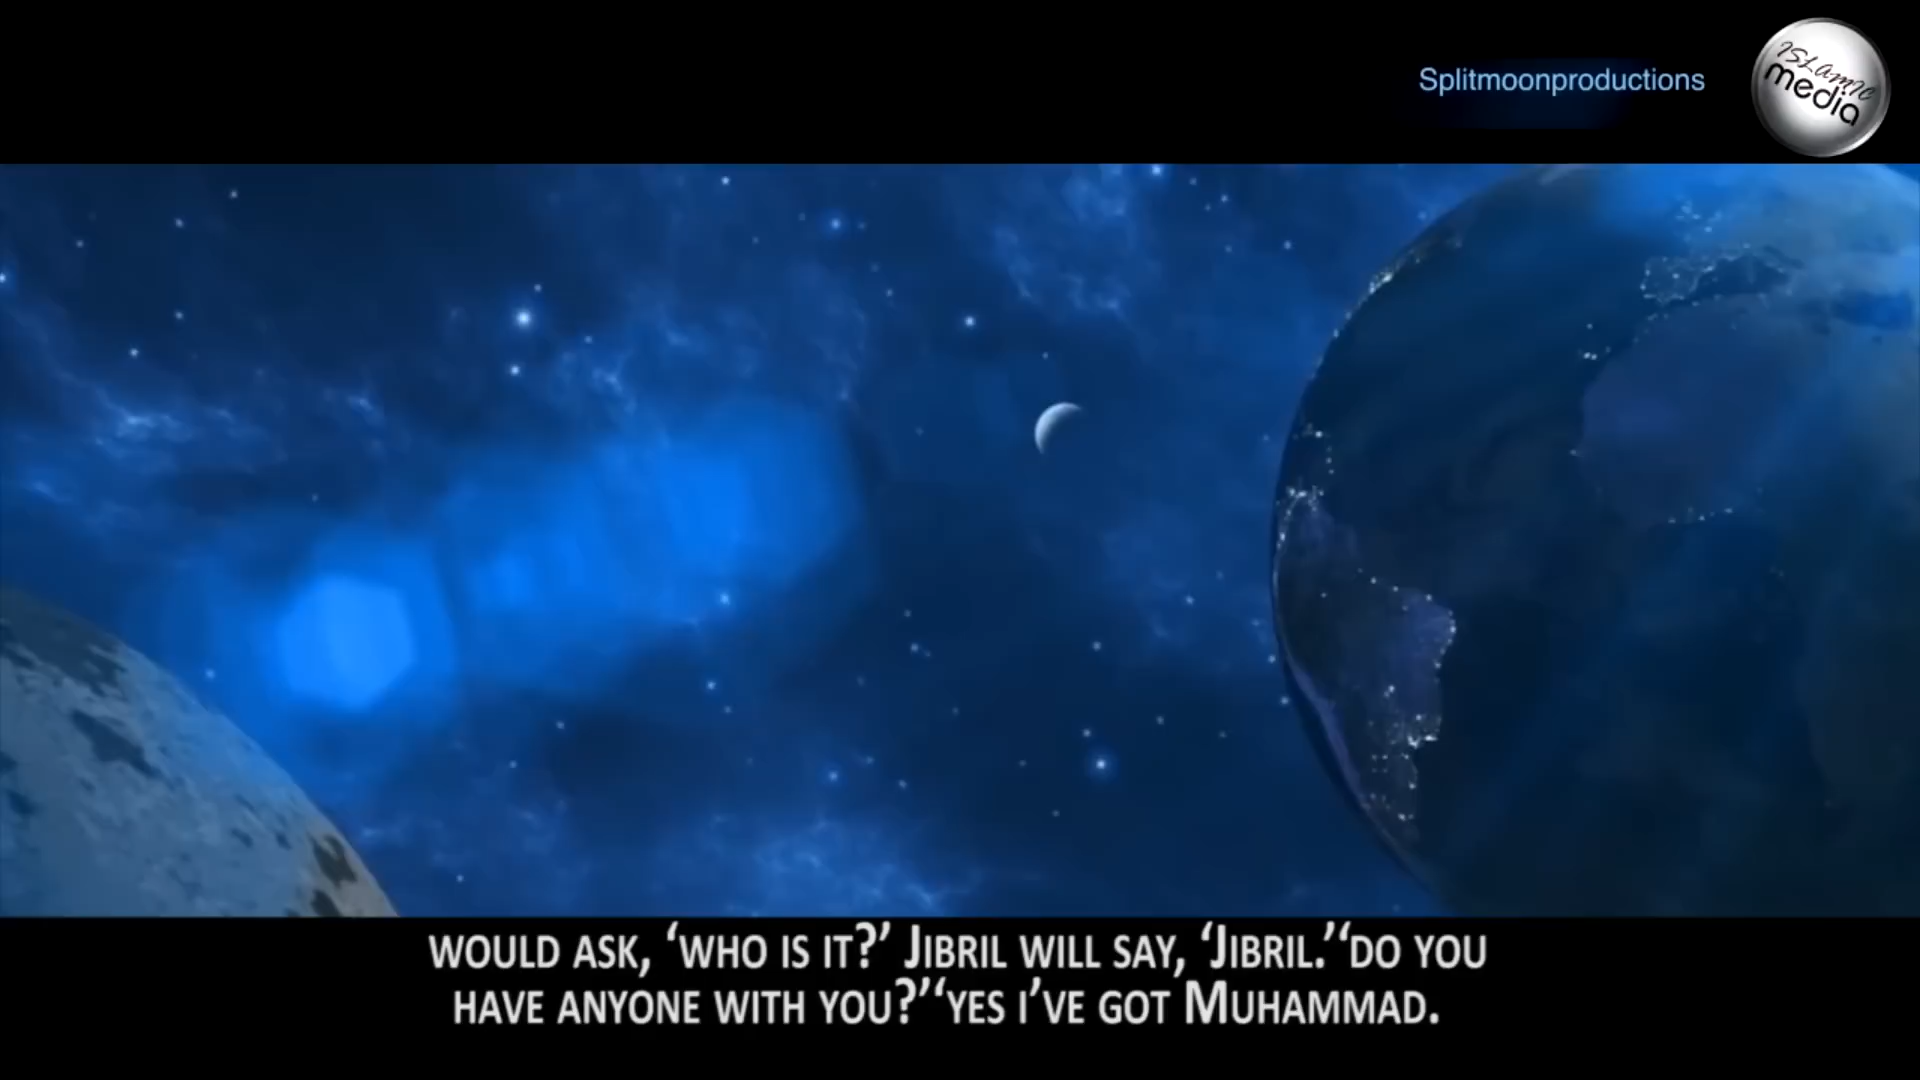 Splitmoonproductions
ISLAMIC
media
WOULD ASK, ‘WHO IS IT?’ JIBRIL WILL SAY, ‘JIBRIL.’‘DO YOU
HAVE ANYONE WITH YOU?’‘YES I’VE GOT MUHAMMAD.